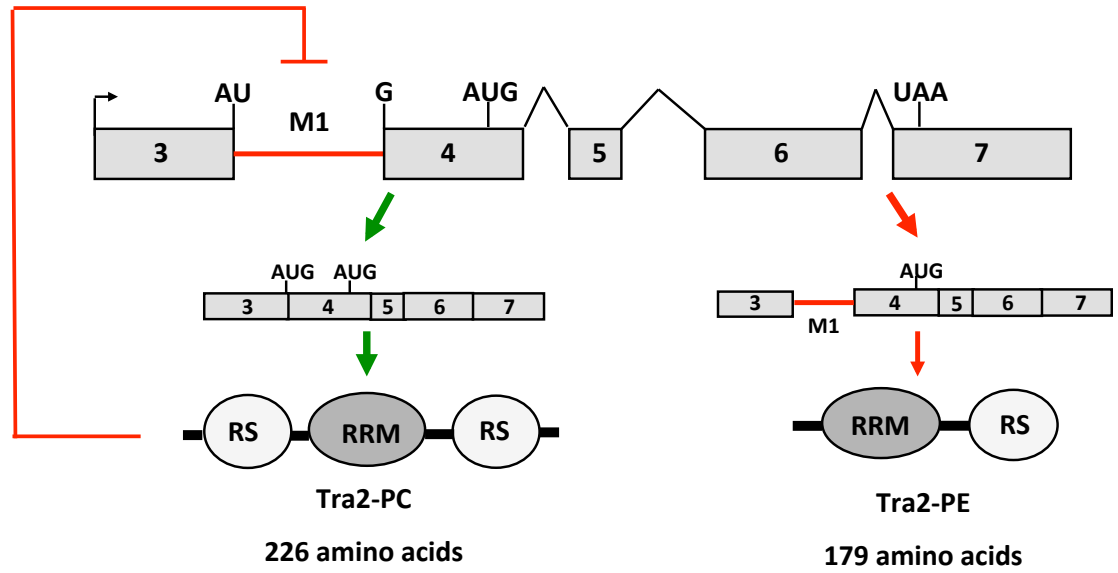 AU G AUG UAA
M1
3 4 5 6 7
AUG AUG AUG
3 4 5 6 7 3 4 5 6 7
M1
RS RRM RS RRM RS
Tra2-PC Tra2-PE
226 amino acids 179 amino acids